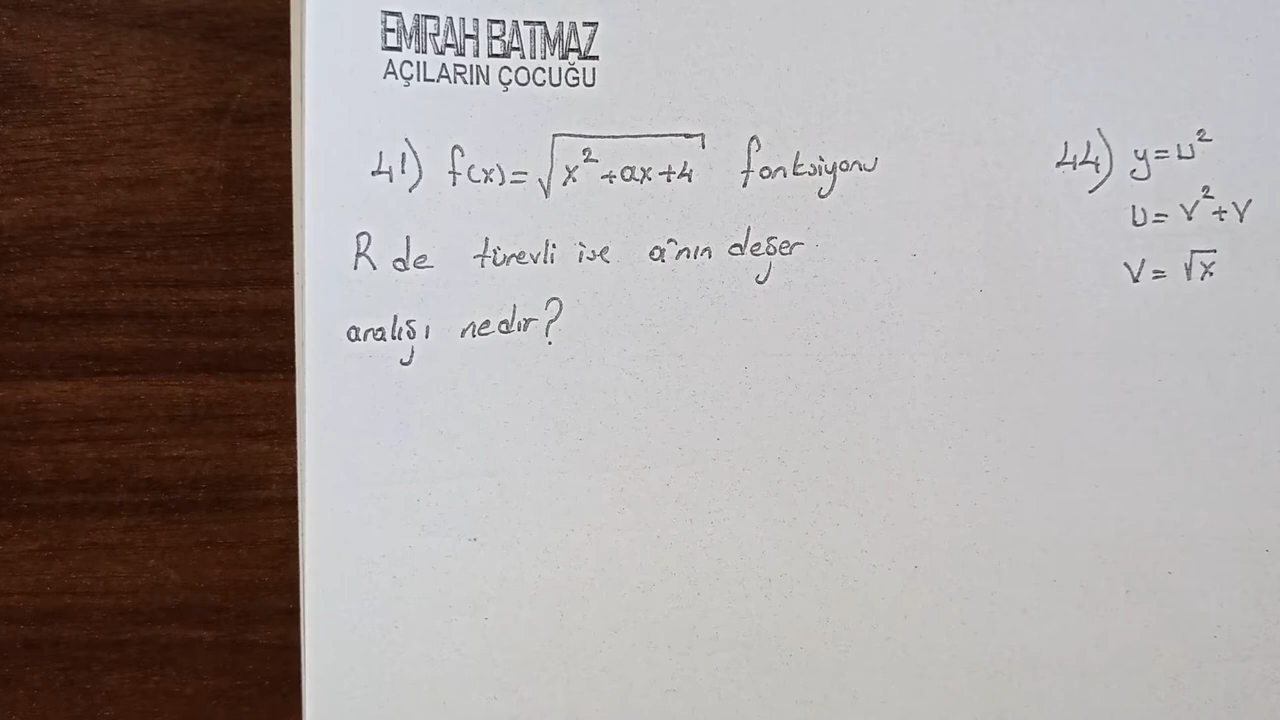 EMRAH BATMAZ
AÇILARIN ÇOCUĞU
41) f(x)=√x²+ax+4 fonksiyonu
R de türevli ise a'nın değer
aralığı nedir?
44) y=u²
u=v²+v
v=√x